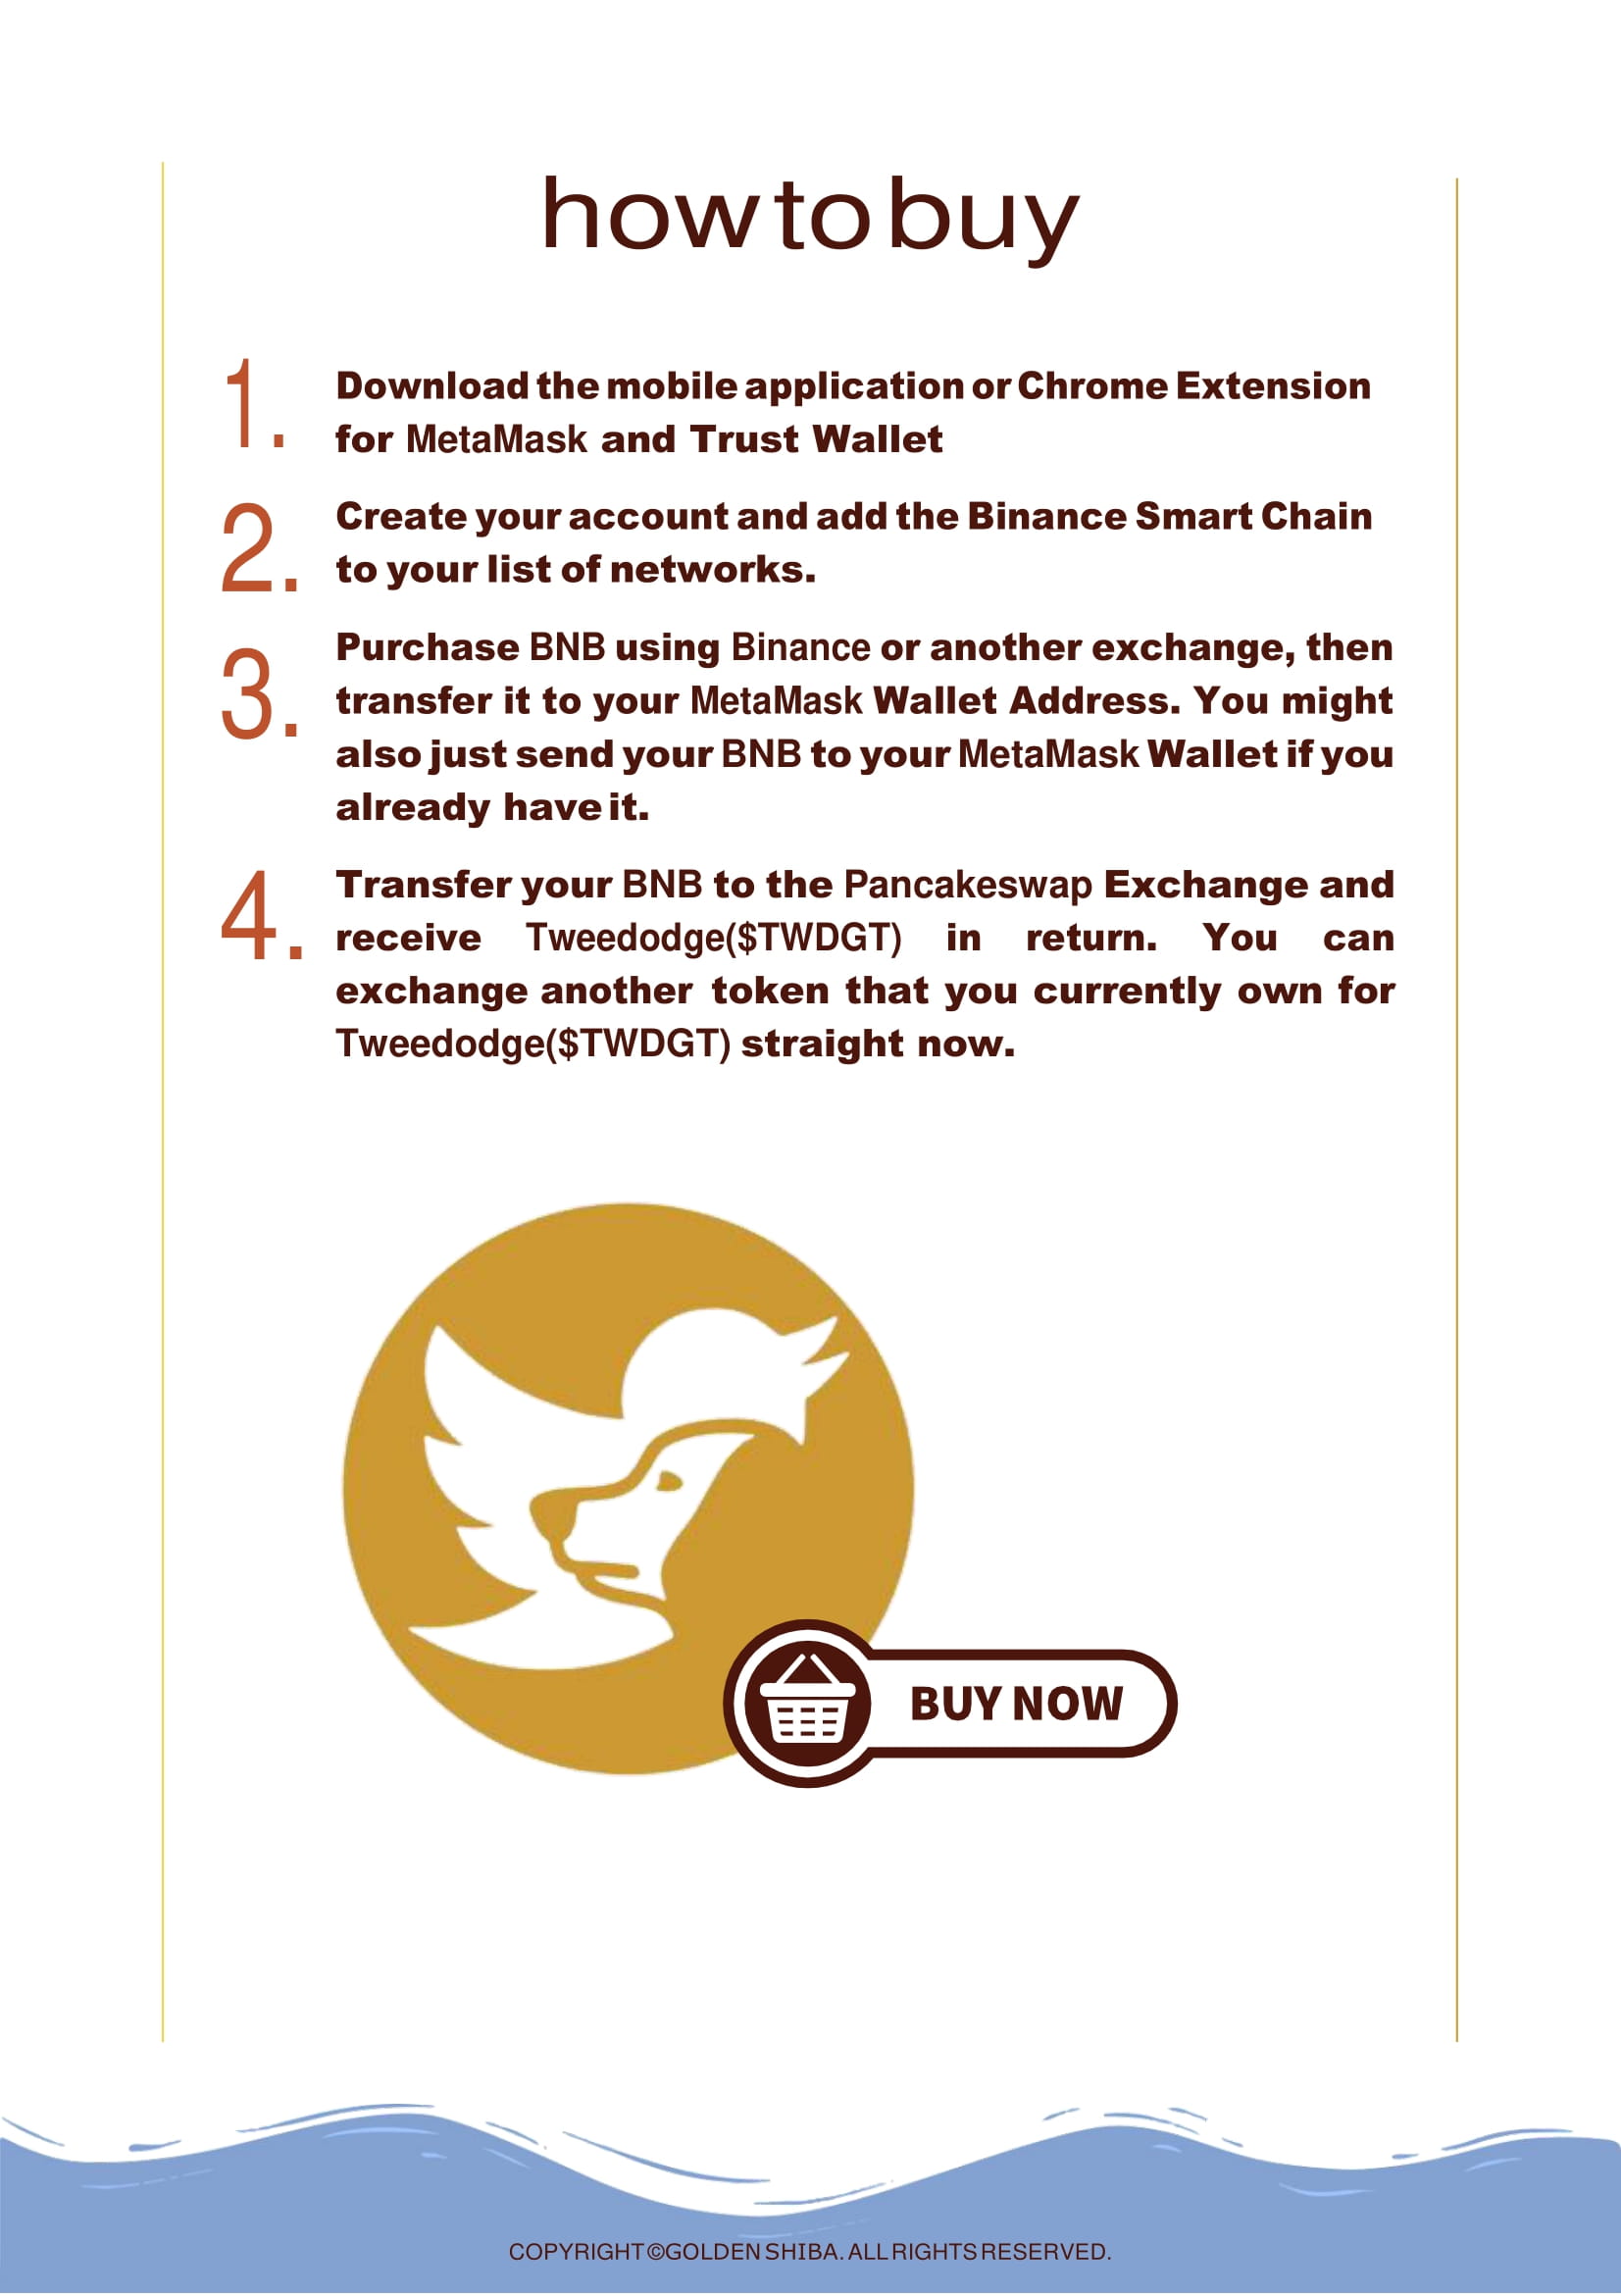 how to buy
1. Download the mobile application or Chrome Extension
for MetaMask and Trust Wallet
2. Create your account and add the Binance Smart Chain
to your list of networks.
3. Purchase BNB using Binance or another exchange, then
transfer it to your MetaMask Wallet Address. You might
also just send your BNB to your MetaMask Wallet if you
already have it.
4. Transfer your BNB to the Pancakeswap Exchange and
receive Tweedodge($TWDGT) in return. You can
exchange another token that you currently own for
Tweedodge($TWDGT) straight now.
BUY NOW
COPYRIGHT ©GOLDEN SHIBA. ALL RIGHTS RESERVED.